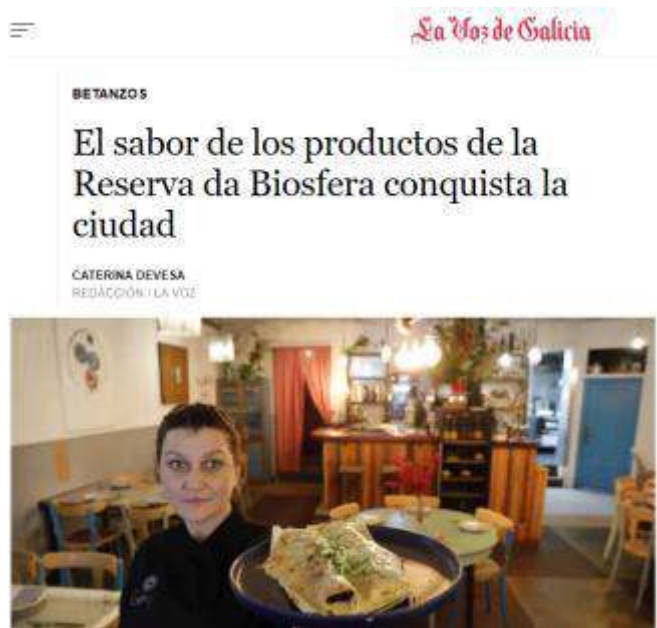 La Voz de Galicia
BETANZOS
El sabor de los productos de la
Reserva da Biosfera conquista la
ciudad
CATERINA DEVESA
REDACCIÓN / LA VOZ